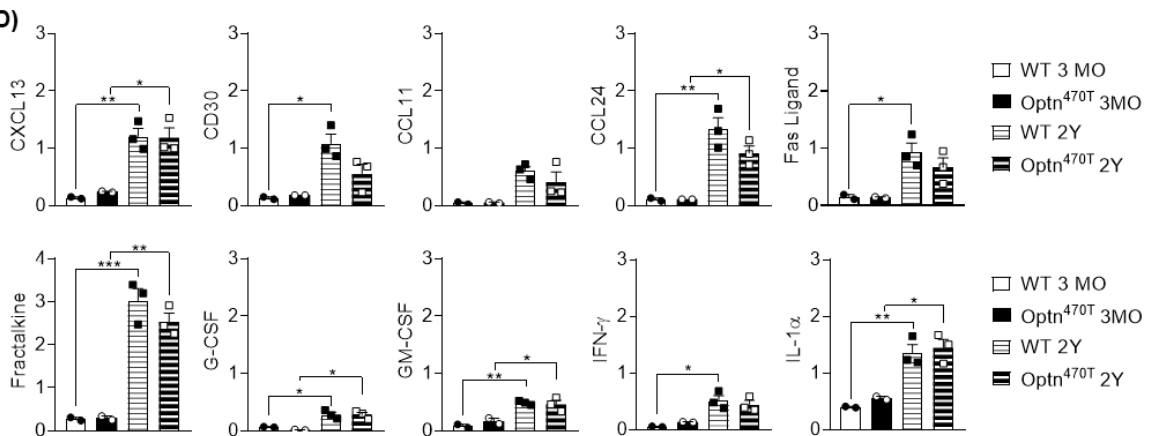 D)
CXCL13
3
2
1
0
**
*
CD30
3
2
1
0
*
CCL11
3
2
1
0
CCL24
3
2
1
0
**
*
Fas Ligand
3
2
1
0
*
WT 3 MO
Optn470T 3MO
WT 2Y
Optn470T 2Y
Fractalkine
4
3
2
1
0
***
**
G-CSF
3
2
1
0
*
*
GM-CSF
3
2
1
0
**
*
IFN-γ
3
2
1
0
*
IL-1α
3
2
1
0
**
*
WT 3 MO
Optn470T 3MO
WT 2Y
Optn470T 2Y